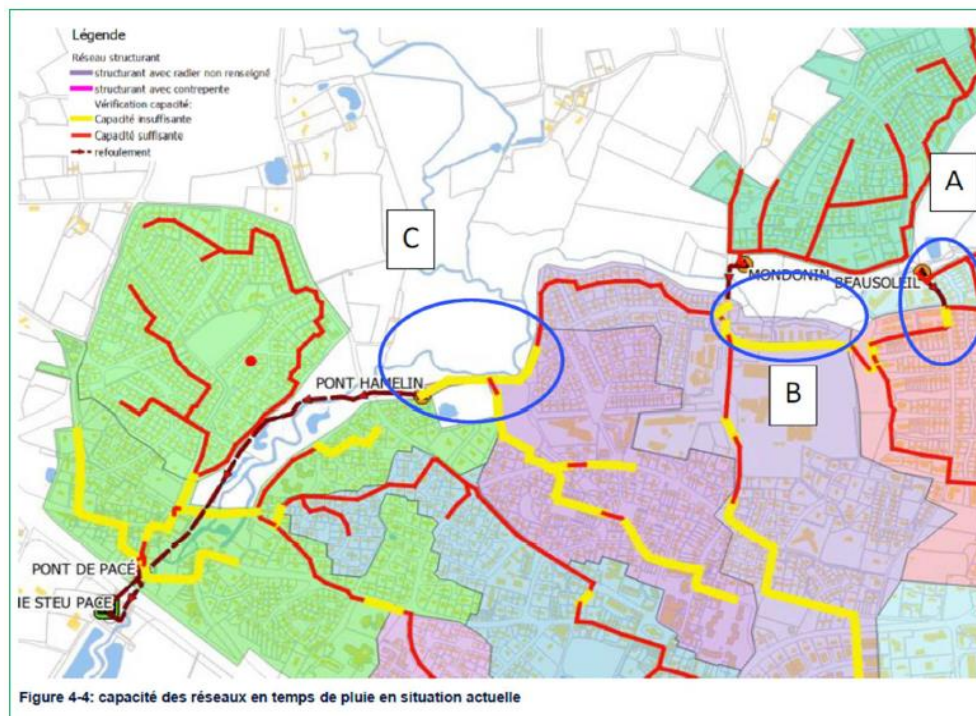 Légende
Réseau structurant
structurant avec radier non renseigné
structurant avec contrepente
Vérification capacité:
Capacité insuffisante
Capacité suffisante
refoulement
A
C
MONDONIN
BEAUSOLEIL
PONT HAMELIN
B
PONT DE PACÉ
IE STEU PACE
Figure 4-4: capacité des réseaux en temps de pluie en situation actuelle